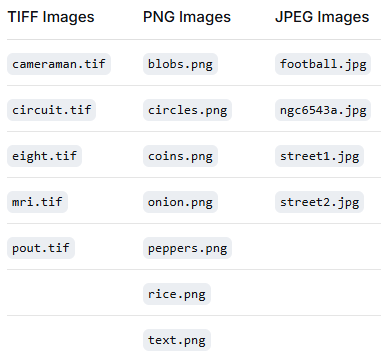 TIFF Images PNG Images JPEG Images
cameraman.tif blobs.png football.jpg
circuit.tif circles.png ngc6543a.jpg
eight.tif coins.png street1.jpg
mri.tif onion.png street2.jpg
pout.tif peppers.png
rice.png
text.png